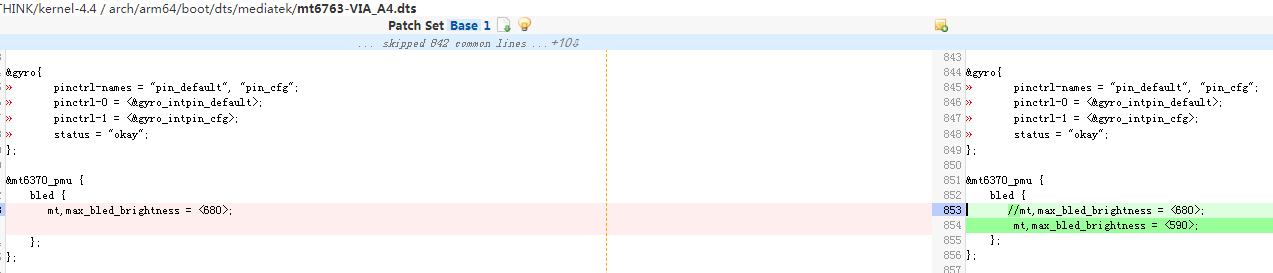 THINK/kernel-4.4 / arch/arm64/boot/dts/mediatek/mt6763-VIA_A4.dts
Patch Set Base 1
... skipped 842 common lines ...+10⇩
843
&gyro{
» pinctrl-names = "pin_default", "pin_cfg";
» pinctrl-0 = <&gyro_intpin_default>;
» pinctrl-1 = <&gyro_intpin_cfg>;
» status = "okay";
};
&mt6370_pmu {
bled {
mt,max_bled_brightness = <680>;
};
};
844 &gyro{
845 » pinctrl-names = "pin_default", "pin_cfg";
846 » pinctrl-0 = <&gyro_intpin_default>;
847 » pinctrl-1 = <&gyro_intpin_cfg>;
848 » status = "okay";
849 };
850
851 &mt6370_pmu {
852 bled {
853 //mt,max_bled_brightness = <680>;
854 mt,max_bled_brightness = <590>;
855 };
856 };
857